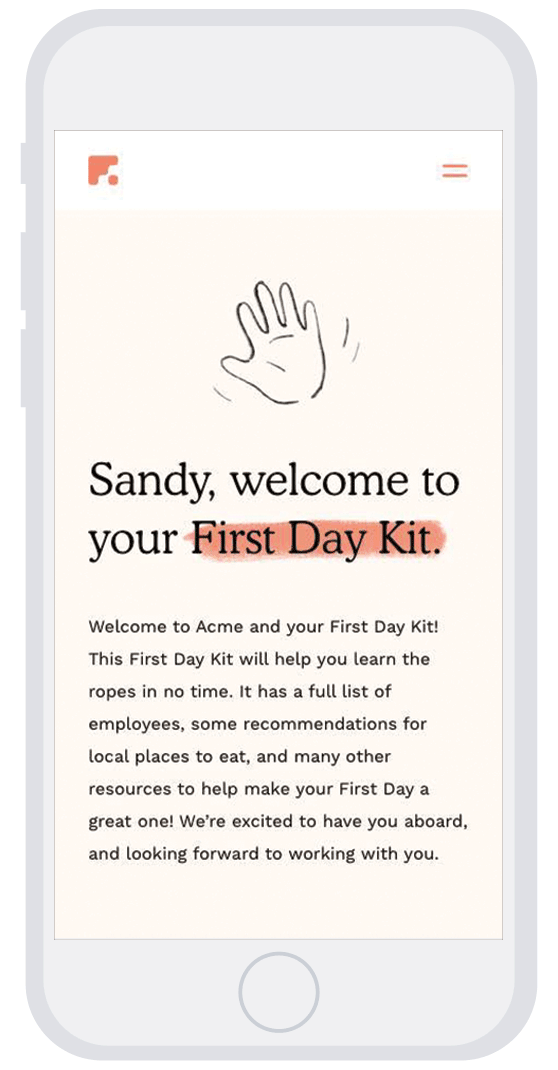 Sandy, welcome to
your First Day Kit.
Welcome to Acme and your First Day Kit!
This First Day Kit will help you learn the
ropes in no time. It has a full list of
employees, some recommendations for
local places to eat, and many other
resources to help make your First Day a
great one! We’re excited to have you aboard,
and looking forward to working with you.